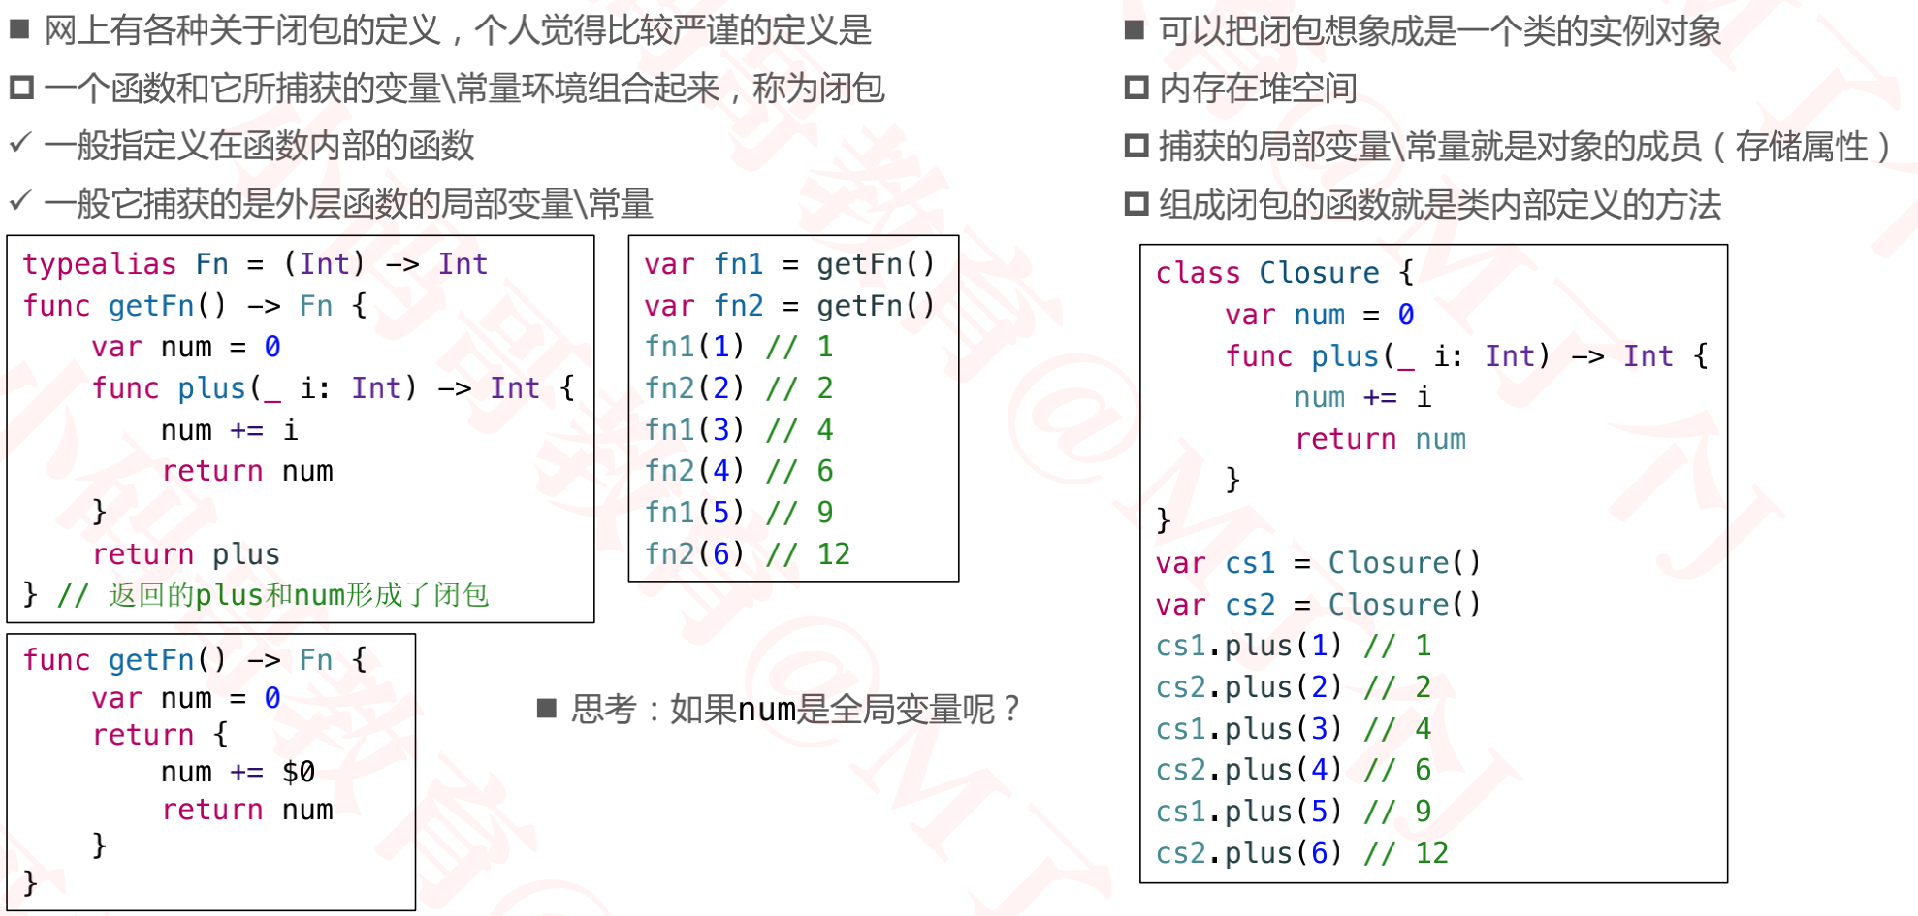 ■ 网上有各种关于闭包的定义，个人觉得比较严谨的定义是
一个函数和它所捕获的变量\常量环境组合起来，称为闭包
✓ 一般指定义在函数内部的函数
✓ 一般它捕获的是外层函数的局部变量\常量
typealias Fn = (Int) -> Int
func getFn() -> Fn {
    var num = 0
    func plus(_ i: Int) -> Int {
        num += i
        return num
    }
    return plus
} // 返回的plus和num形成了闭包
func getFn() -> Fn {
    var num = 0
    return {
        num += $0
        return num
    }
}
var fn1 = getFn()
var fn2 = getFn()
fn1(1) // 1
fn2(2) // 2
fn1(3) // 4
fn2(4) // 6
fn1(5) // 9
fn2(6) // 12
■ 思考：如果num是全局变量呢？
■ 可以把闭包想象成是一个类的实例对象
内存在堆空间
捕获的局部变量\常量就是对象的成员（存储属性）
组成闭包的函数就是类内部定义的方法
class Closure {
    var num = 0
    func plus(_ i: Int) -> Int {
        num += i
        return num
    }
}
var cs1 = Closure()
var cs2 = Closure()
cs1.plus(1) // 1
cs2.plus(2) // 2
cs1.plus(3) // 4
cs2.plus(4) // 6
cs1.plus(5) // 9
cs2.plus(6) // 12
小码哥教育@M了个J